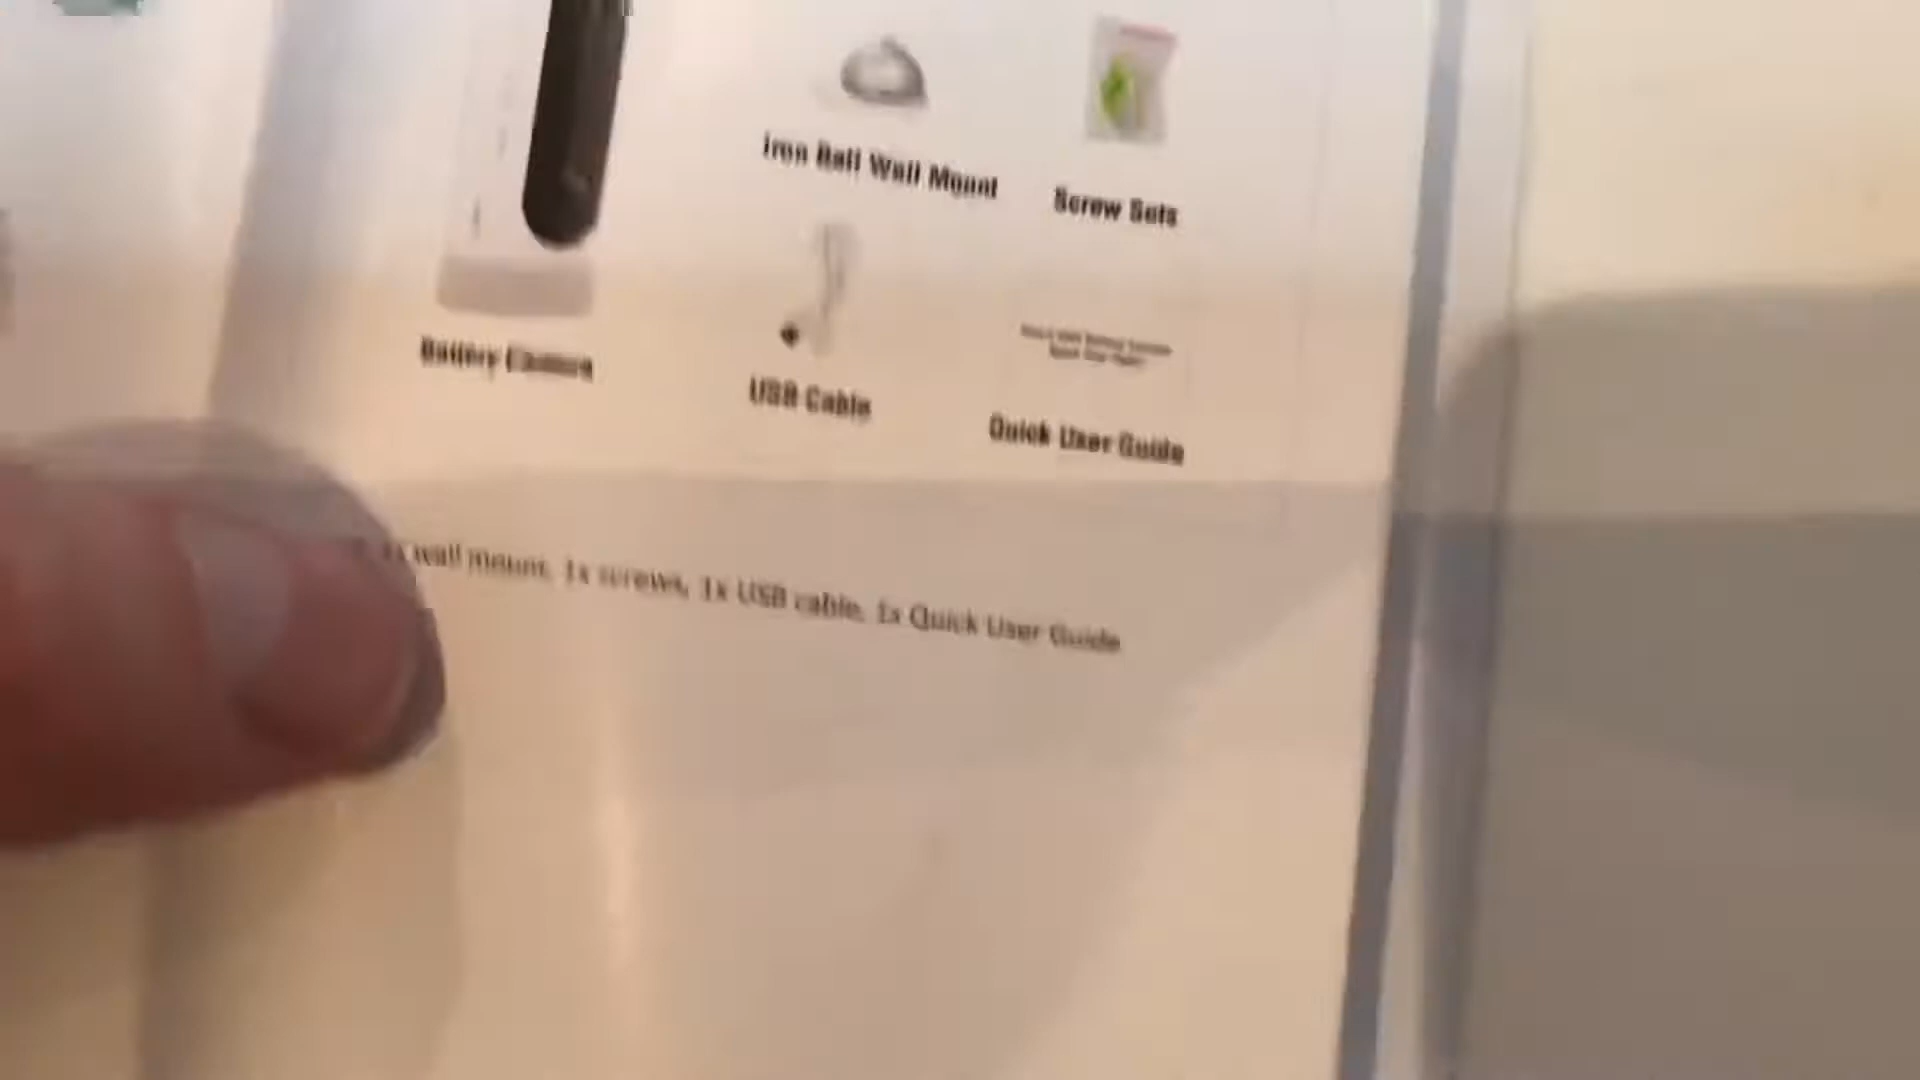 Iron Ball Wall Mount
Screw Sets
Battery Camera
USB Cable
Quick User Guide
1x wall mount, 1x screws, 1x USB cable, 1x Quick User Guide